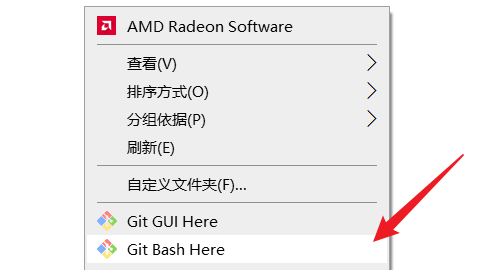 AMD Radeon Software
查看(V)
排序方式(O)
分组依据(P)
刷新(E)
自定义文件夹(F)...
Git GUI Here
Git Bash Here